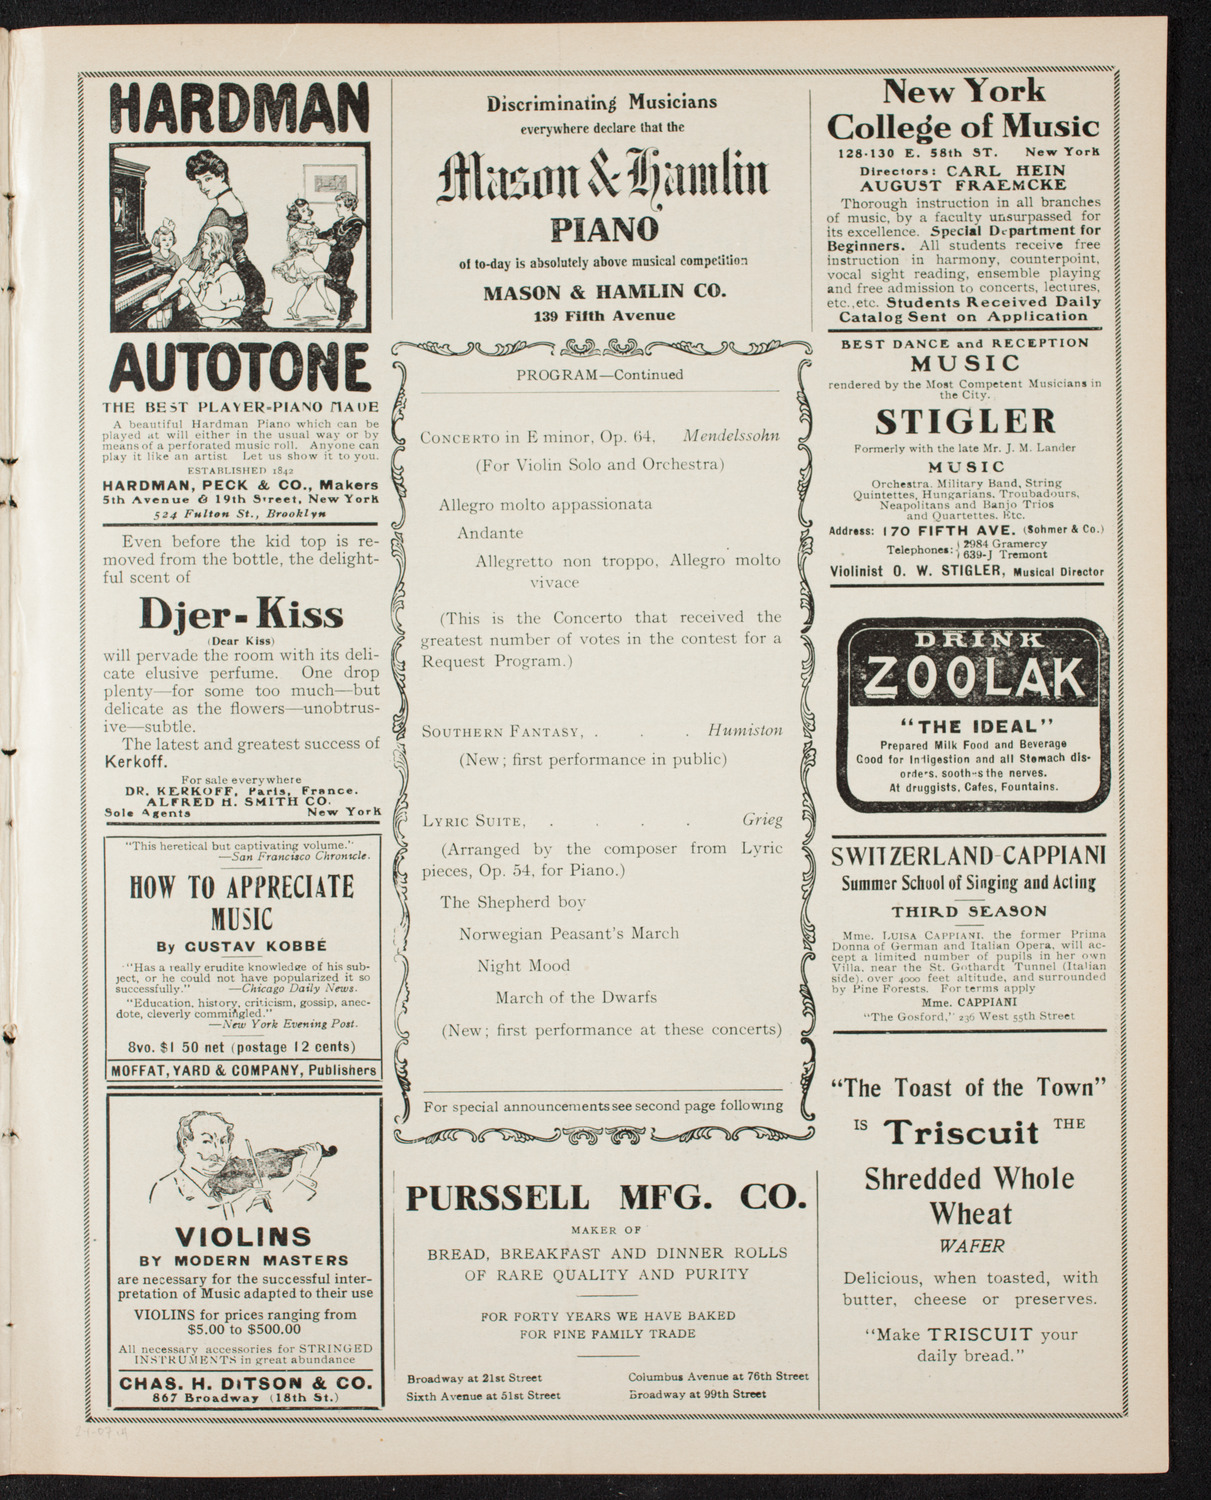 HARDMAN
AUTOTONE
THE BEST PLAYER-PIANO MADE
A beautiful Hardman Piano which can be
played at will either in the usual way or by
means of a perforated music roll. Anyone can
play it like an artist Let us show it to you.
ESTABLISHED 1842
HARDMAN, PECK & CO., Makers
5th Avenue & 19th Street, New York
524 Fulton St., Brooklyn
Even before the kid top is re-
moved from the bottle, the delight-
ful scent of
Djer-Kiss
(Dear Kiss)
will pervade the room with its deli-
cate elusive perfume. One drop
plenty—for some too much—but
delicate as the flowers—unobtrus-
ive—subtle.
The latest and greatest success of
Kerkoff.
For sale everywhere
DR. KERKOFF, Paris, France.
ALFRED H. SMITH CO.
Sole Agents New York
"This heretical but captivating volume."
—San Francisco Chronicle.
HOW TO APPRECIATE
MUSIC
By GUSTAV KOBBÉ
"Has a really erudite knowledge of his sub-
ject, or he could not have popularized it so
successfully." —Chicago Daily News.
"Education, history, criticism, gossip, anec-
dote, cleverly commingled."
—New York Evening Post.
8vo. $1 50 net (postage 12 cents)
MOFFAT, YARD & COMPANY, Publishers
VIOLINS
BY MODERN MASTERS
are necessary for the successful inter-
pretation of Music adapted to their use
VIOLINS for prices ranging from
$5.00 to $500.00
All necessary accessories for STRINGED
INSTRUMENTS in great abundance
CHAS. H. DITSON & CO.
867 Broadway (18th St.)
Discriminating Musicians
everywhere declare that the
Mason & Hamlin
PIANO
of to-day is absolutely above musical competition
MASON & HAMLIN CO.
139 Fifth Avenue
PROGRAM—Continued
CONCERTO in E minor, Op. 64, Mendelssohn
(For Violin Solo and Orchestra)
Allegro molto appassionata
Andante
Allegretto non troppo, Allegro molto
vivace
(This is the Concerto that received the
greatest number of votes in the contest for a
Request Program.)
SOUTHERN FANTASY, . . . Humiston
(New; first performance in public)
LYRIC SUITE, . . . . Grieg
(Arranged by the composer from Lyric
pieces, Op. 54, for Piano.)
The Shepherd boy
Norwegian Peasant's March
Night Mood
March of the Dwarfs
(New; first performance at these concerts)
For special announcements see second page following
PURSSELL MFG. CO.
MAKER OF
BREAD, BREAKFAST AND DINNER ROLLS
OF RARE QUALITY AND PURITY
FOR FORTY YEARS WE HAVE BAKED
FOR FINE FAMILY TRADE
Broadway at 21st Street Columbus Avenue at 76th Street
Sixth Avenue at 51st Street Broadway at 99th Street
New York
College of Music
128-130 E. 58th ST. New York
Directors: CARL HEIN
AUGUST FRAEMCKE
Thorough instruction in all branches
of music, by a faculty unsurpassed for
its excellence. Special Department for
Beginners. All students receive free
instruction in harmony, counterpoint,
vocal sight reading, ensemble playing
and free admission to concerts, lectures,
etc., etc. Students Received Daily
Catalog Sent on Application
BEST DANCE and RECEPTION
MUSIC
rendered by the Most Competent Musicians in
the City.
STIGLER
Formerly with the late Mr. J. M. Lander
MUSIC
Orchestra, Military Band, String
Quintettes, Hungarians, Troubadours,
Neapolitans and Banjo Trios
and Quartettes, Etc.
Address: 170 FIFTH AVE. (Sohmer & Co.)
Telephones: 2984 Gramercy
639-J Tremont
Violinist O. W. STIGLER, Musical Director
DRINK
ZOOLAK
"THE IDEAL"
Prepared Milk Food and Beverage
Good for Indigestion and all Stomach dis-
orders, sooth-s the nerves.
At druggists, Cafes, Fountains.
SWITZERLAND-CAPPIANI
Summer School of Singing and Acting
THIRD SEASON
Mme. LUISA CAPPIANI, the former Prima
Donna of German and Italian Opera, will ac-
cept a limited number of pupils in her own
Villa, near the St. Gothardt Tunnel (Italian
side), over 4000 feet altitude, and surrounded
by Pine Forests. For terms apply
Mme. CAPPIANI
"The Gosford," 236 West 55th Street
"The Toast of the Town"
IS Triscuit THE
Shredded Whole
Wheat
WAFER
Delicious, when toasted, with
butter, cheese or preserves.
"Make TRISCUIT your
daily bread."